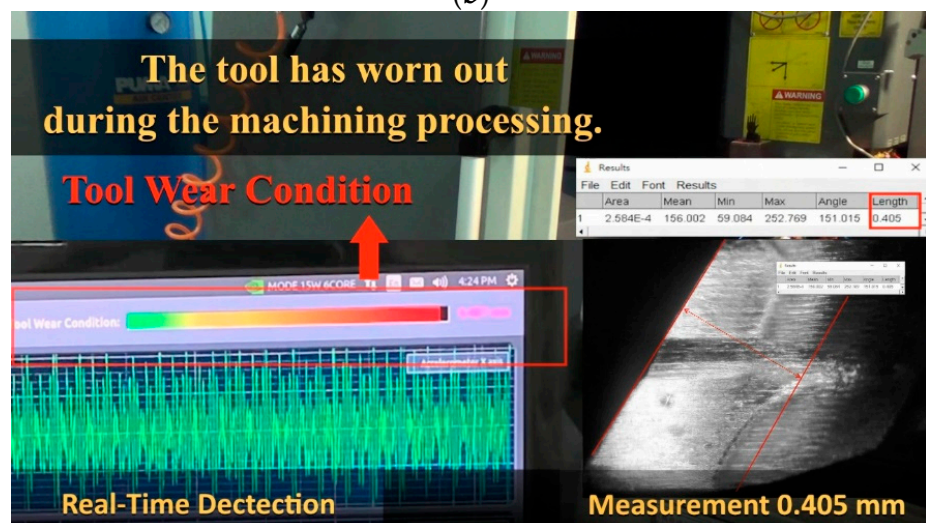 (b)
The tool has worn out
during the machining processing.
PUMA
WARNING
WARNING
Tool Wear Condition
Results
File Edit Font Results
Area Mean Min Max Angle Length
1 2.584E-4 156.002 59.084 252.769 151.015 0.405
MODE 15W 6CORE 4:24 PM
ool Wear Condition:
Real-Time Dectection
Measurement 0.405 mm